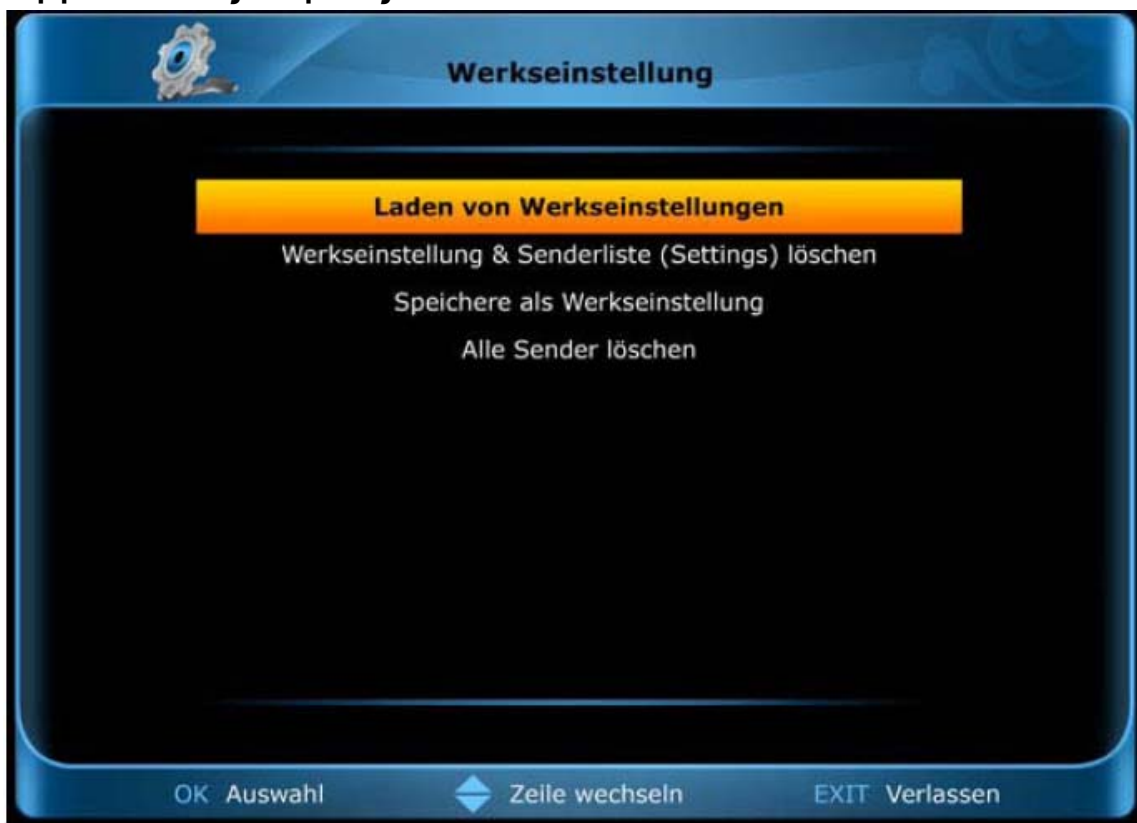 Werkseinstellung
Laden von Werkseinstellungen
Werkseinstellung & Senderliste (Settings) löschen
Speichere als Werkseinstellung
Alle Sender löschen
OK Auswahl Zeile wechseln EXIT Verlassen